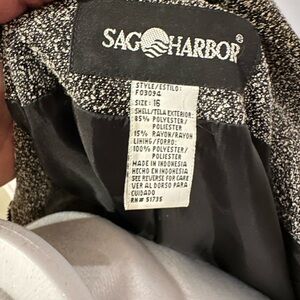 SAG HARBOR®
STYLE/ESTILO:
F03094
SIZE: 16
SHELL/TELA EXTERIOR:
85% POLYESTER/
POLIESTER
15% RAYON/RAYON
LINING/FORRO:
100% POLYESTER/
POLIESTER
MADE IN INDONESIA
HECHO EN INDONESIA
SEE REVERSE FOR CARE
VER AL DORSO PARA
CUIDADO
RN# 51735